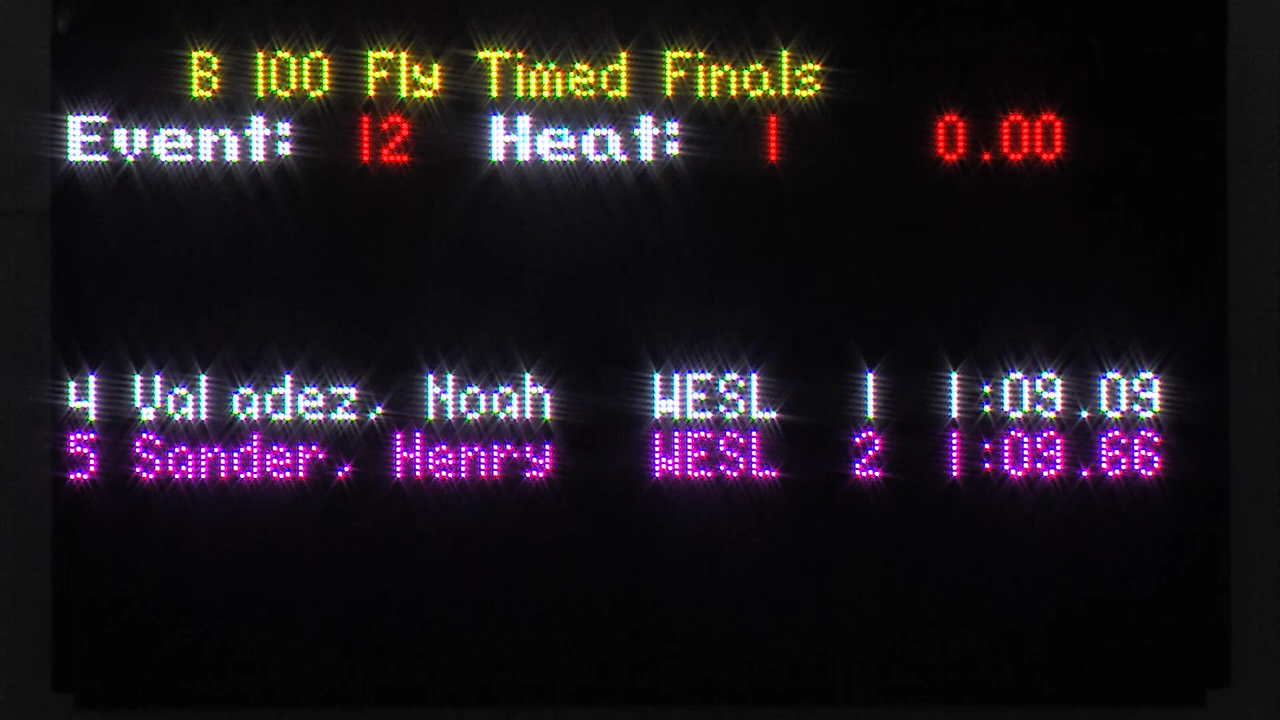 B 100 Fly Timed Finals
Event: 12 Heat: 1 0.00
4 Valadez, Noah WESL 1 1:09.09
5 Sander, Henry WESL 2 1:09.66